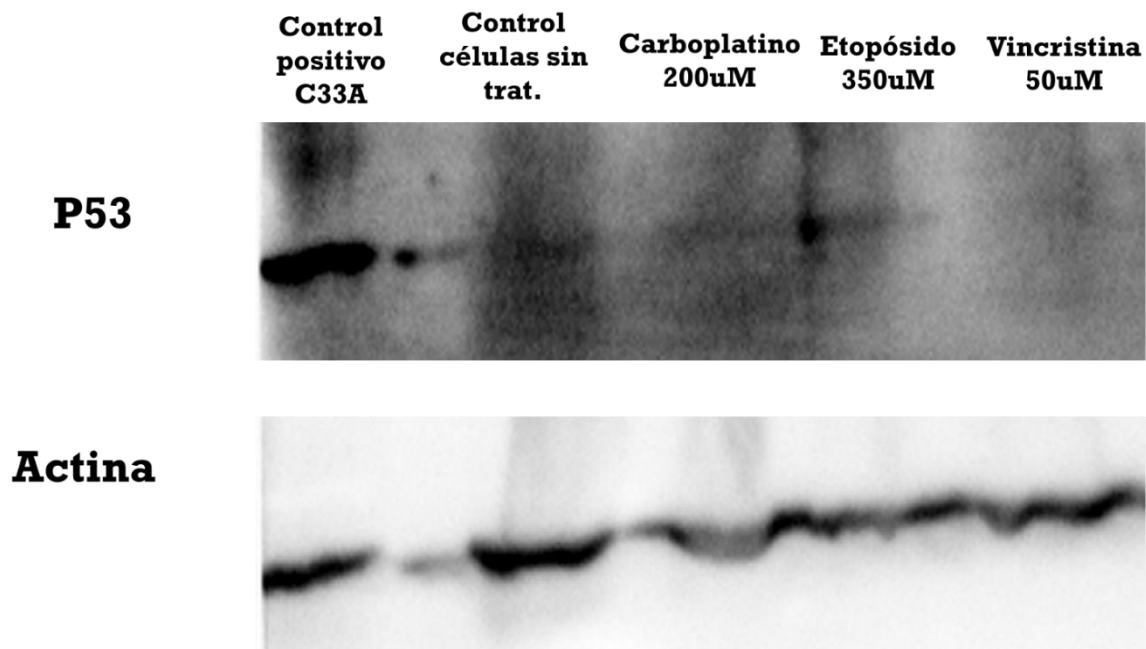 Control
positivo
C33A
Control
células sin
trat.
Carboplatino
200uM
Etopósido
350uM
Vincristina
50uM
P53
Actina